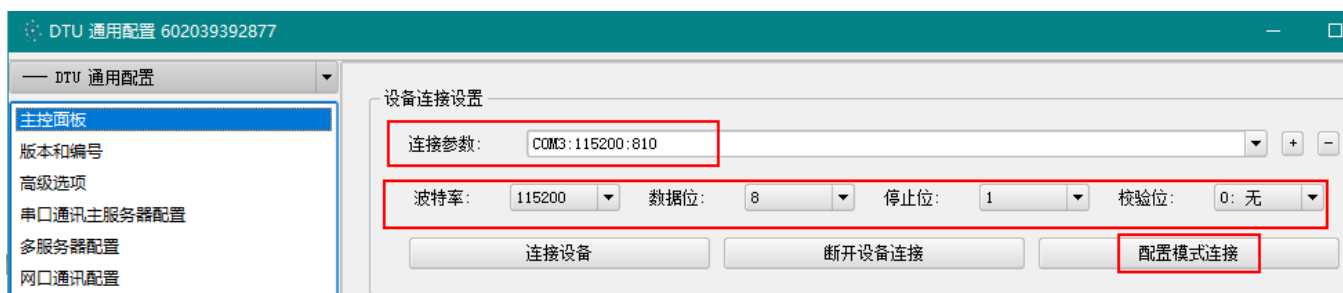 DTU 通用配置 602039392877
—— DTU 通用配置
主控面板
版本和编号
高级选项
串口通讯主服务器配置
多服务器配置
网口通讯配置
设备连接设置
连接参数: COM3:115200:810 + −
波特率: 115200 数据位: 8 停止位: 1 校验位: 0: 无
连接设备 断开设备连接 配置模式连接